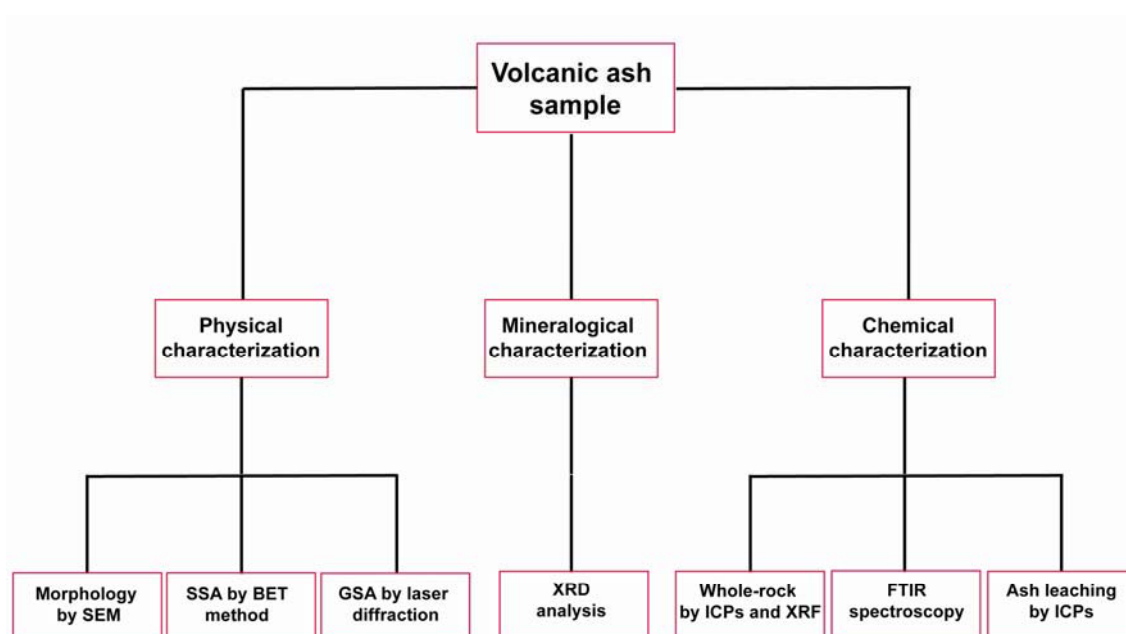 Volcanic ash
sample
Physical
characterization
Mineralogical
characterization
Chemical
characterization
Morphology
by SEM
SSA by BET
method
GSA by laser
diffraction
XRD
analysis
Whole-rock
by ICPs and XRF
FTIR
spectroscopy
Ash leaching
by ICPs